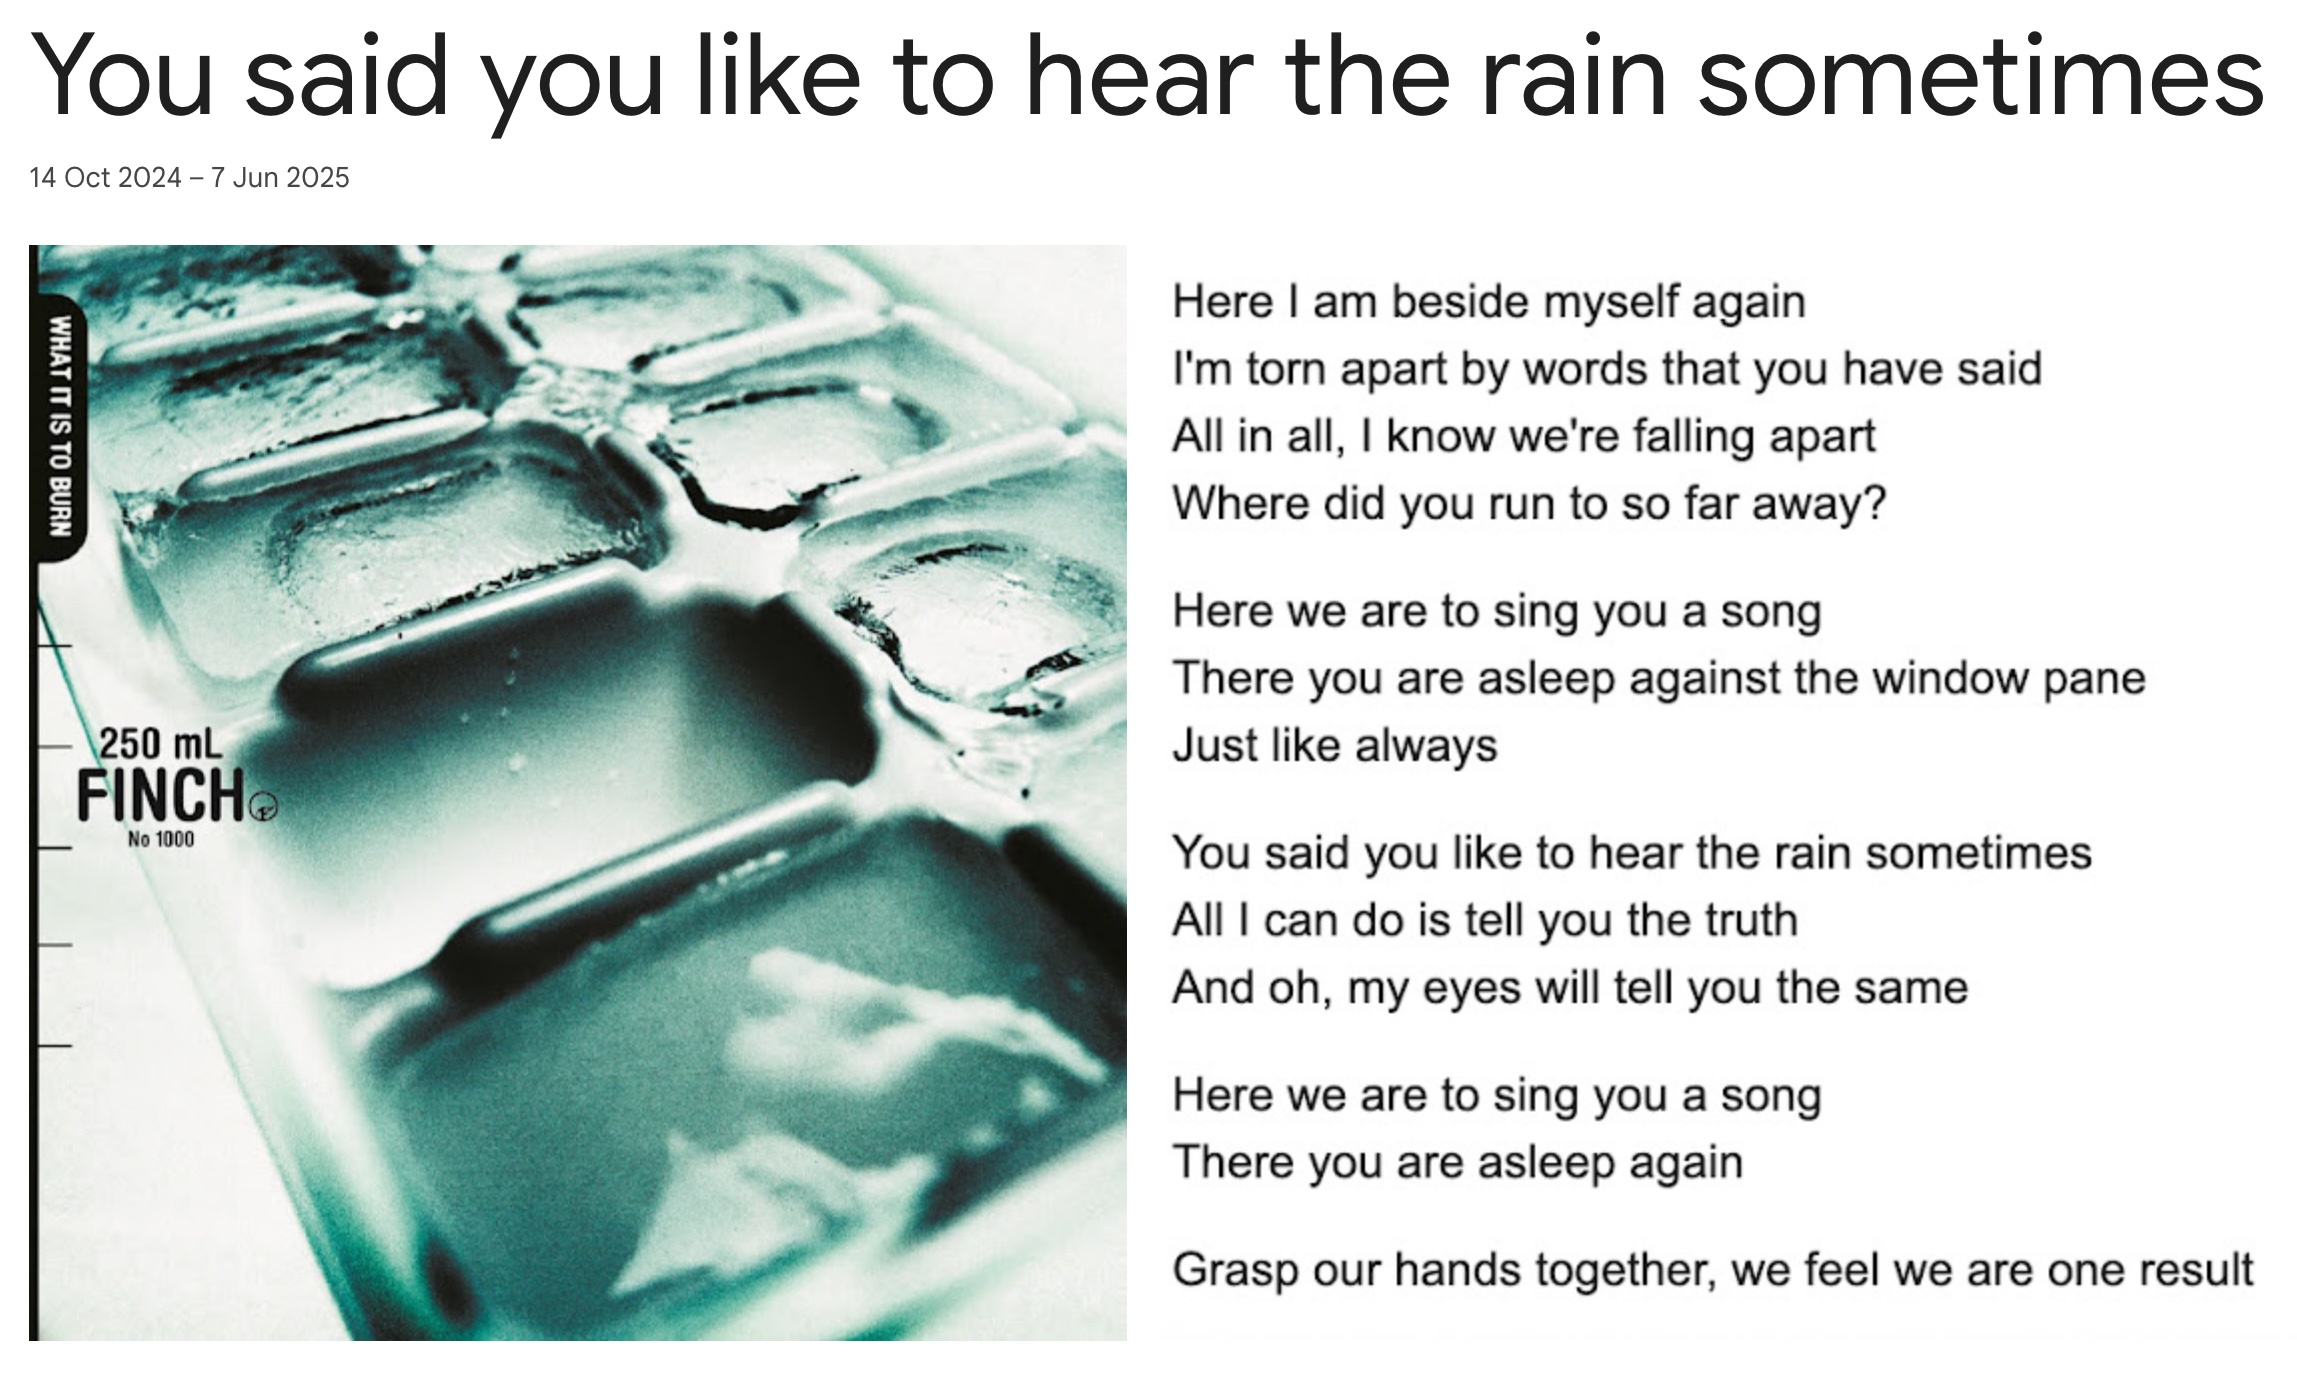 You said you like to hear the rain sometimes
14 Oct 2024 – 7 Jun 2025
WHAT IT IS TO BURN
250 mL
FINCH
No 1000
Here I am beside myself again
I'm torn apart by words that you have said
All in all, I know we're falling apart
Where did you run to so far away?
Here we are to sing you a song
There you are asleep against the window pane
Just like always
You said you like to hear the rain sometimes
All I can do is tell you the truth
And oh, my eyes will tell you the same
Here we are to sing you a song
There you are asleep again
Grasp our hands together, we feel we are one result